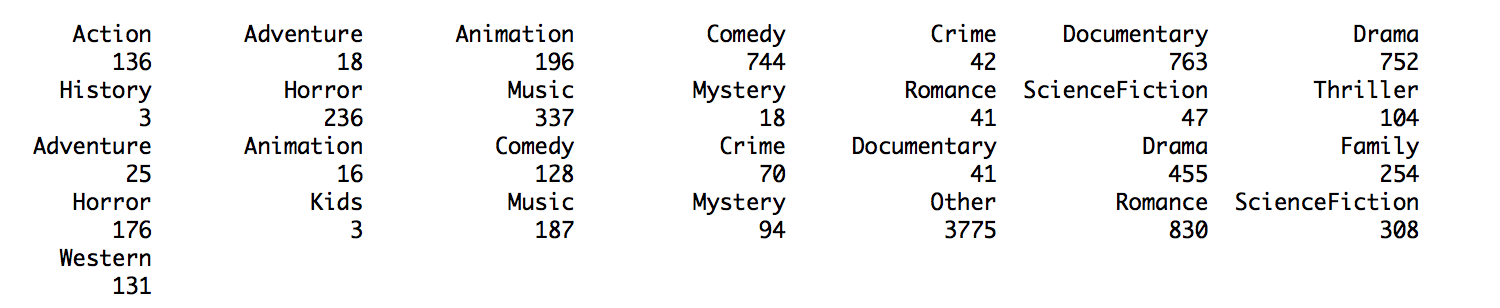 Action Adventure Animation Comedy Crime Documentary Drama
136 18 196 744 42 763 752
History Horror Music Mystery Romance ScienceFiction Thriller
3 236 337 18 41 47 104
Adventure Animation Comedy Crime Documentary Drama Family
25 16 128 70 41 455 254
Horror Kids Music Mystery Other Romance ScienceFiction
176 3 187 94 3775 830 308
Western
131